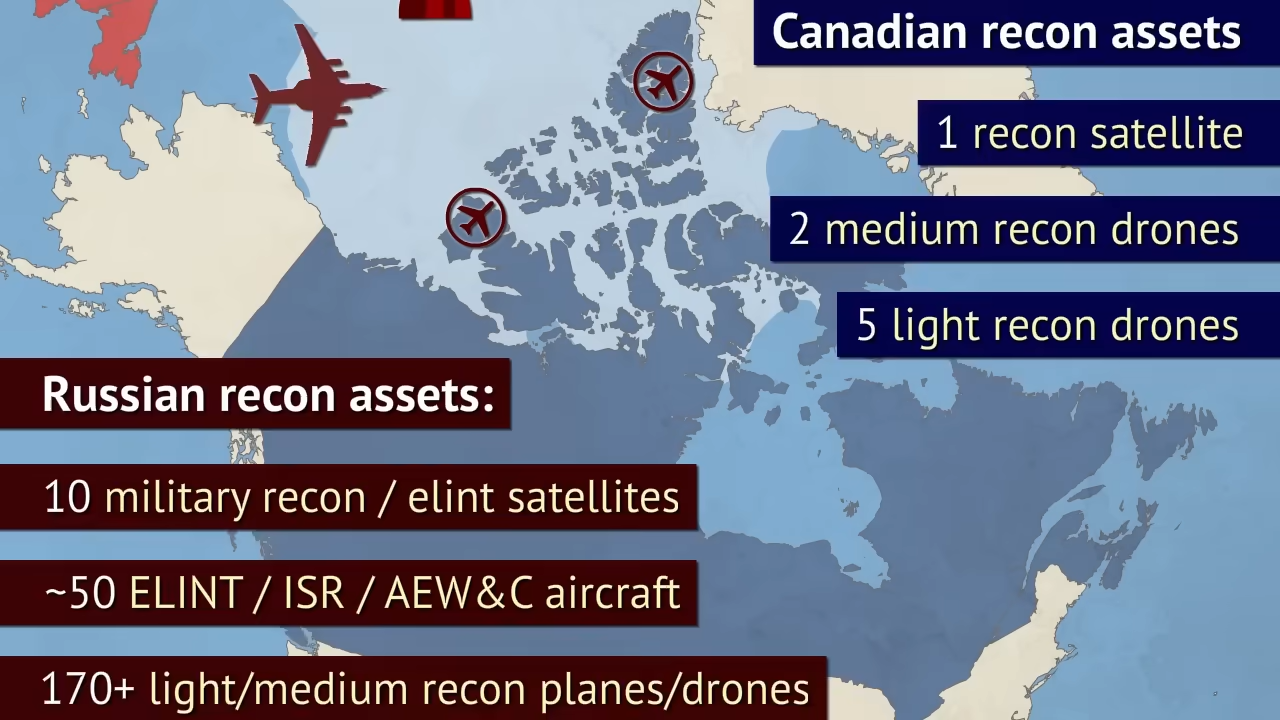 Canadian recon assets
1 recon satellite
2 medium recon drones
5 light recon drones
Russian recon assets:
10 military recon / elint satellites
~50 ELINT / ISR / AEW&C aircraft
170+ light/medium recon planes/drones